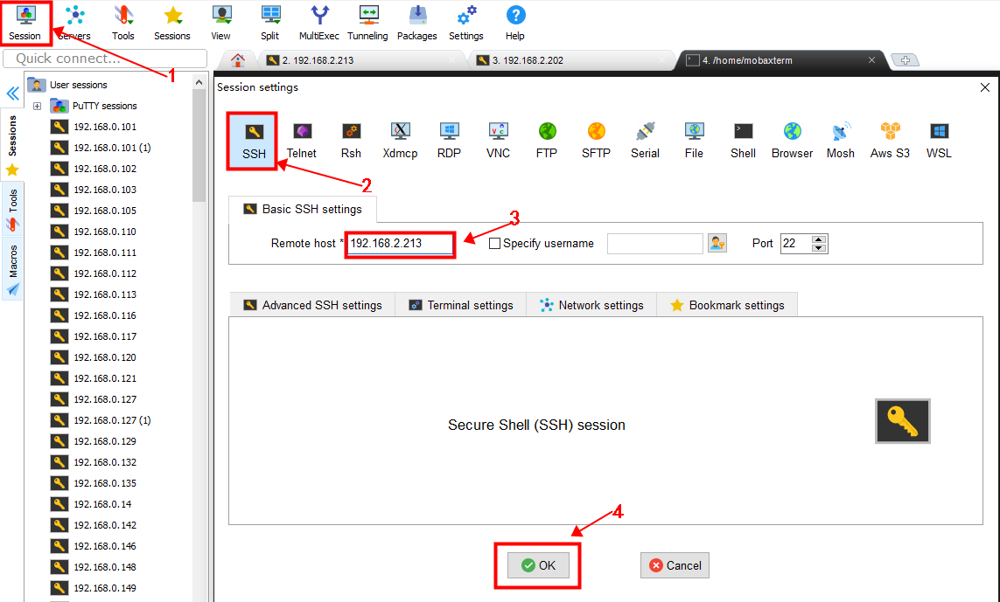 Session Servers Tools Sessions View Split MultiExec Tunneling Packages Settings Help
1
Quick connect...
2. 192.168.2.213
3. 192.168.2.202
4. /home/mobaxterm
Sessions
Tools
Macros
User sessions
PuTTY sessions
192.168.0.101
192.168.0.101 (1)
192.168.0.102
192.168.0.103
192.168.0.105
192.168.0.110
192.168.0.111
192.168.0.112
192.168.0.113
192.168.0.116
192.168.0.117
192.168.0.120
192.168.0.121
192.168.0.127
192.168.0.127 (1)
192.168.0.129
192.168.0.132
192.168.0.135
192.168.0.14
192.168.0.142
192.168.0.146
192.168.0.148
192.168.0.149
Session settings
SSH Telnet Rsh Xdmcp RDP VNC FTP SFTP Serial File Shell Browser Mosh Aws S3 WSL
2
Basic SSH settings
3
Remote host * 192.168.2.213 Specify username Port 22
Advanced SSH settings Terminal settings Network settings Bookmark settings
Secure Shell (SSH) session
4
OK Cancel